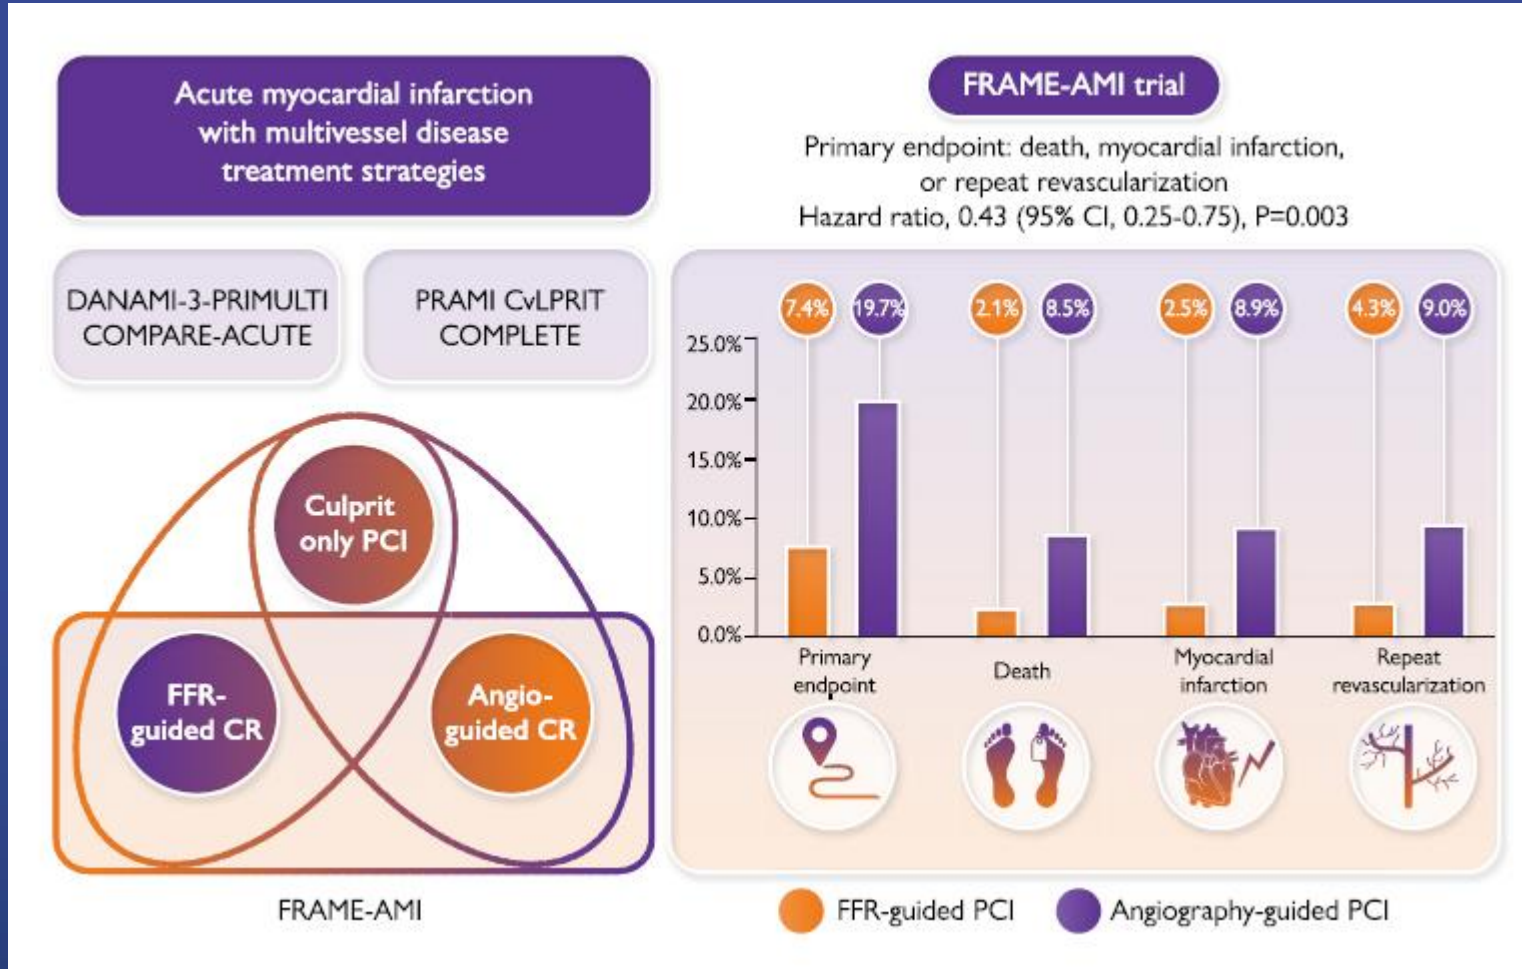 Acute myocardial infarction
with multivessel disease
treatment strategies
DANAMI-3-PRIMULTI
COMPARE-ACUTE
PRAMI CvLPRIT
COMPLETE
Culprit
only PCI
FFR-
guided CR
Angio-
guided CR
FRAME-AMI
FRAME-AMI trial
Primary endpoint: death, myocardial infarction,
or repeat revascularization
Hazard ratio, 0.43 (95% CI, 0.25-0.75), P=0.003
7.4% 19.7% 2.1% 8.5% 2.5% 8.9% 4.3% 9.0%
25.0%
20.0%
15.0%
10.0%
5.0%
0.0%
Primary
endpoint
Death
Myocardial
infarction
Repeat
revascularization
FFR-guided PCI
Angiography-guided PCI